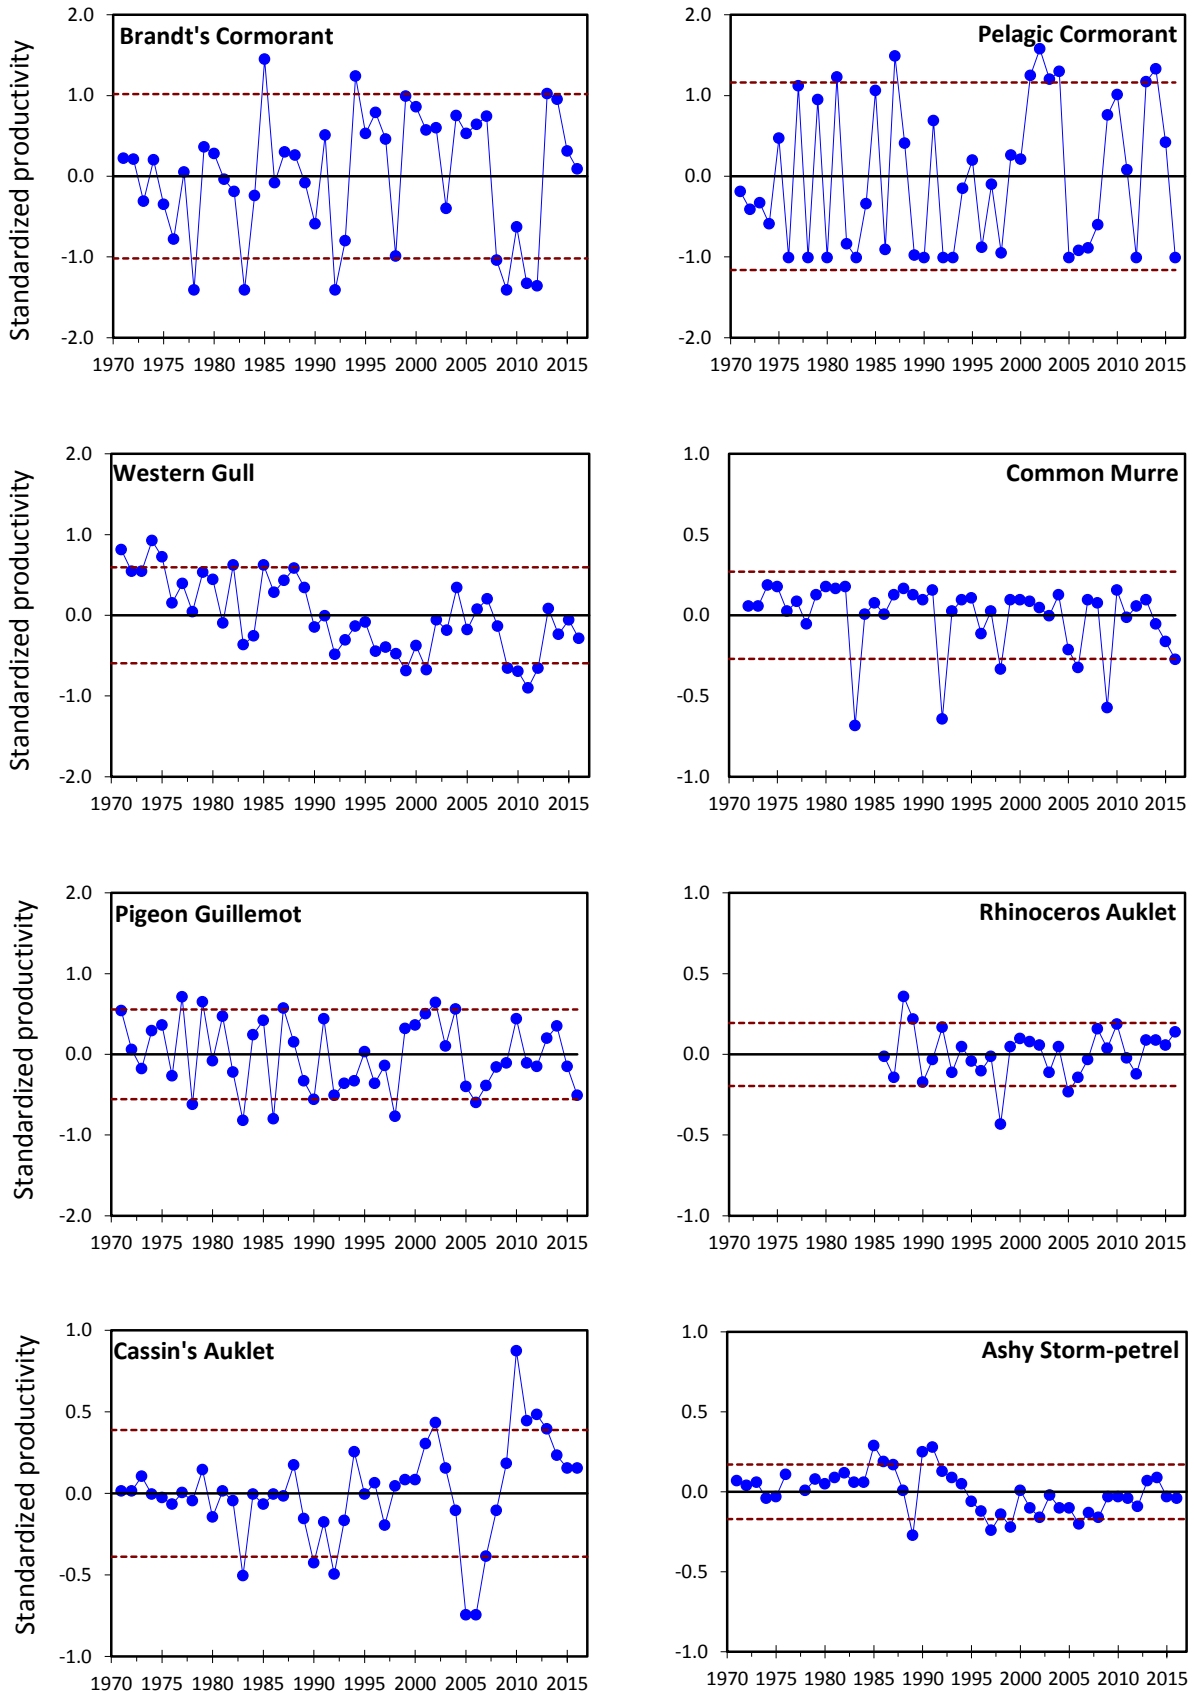 2.0
Brandt's Cormorant
1.0
0.0
-1.0
-2.0
Standardized productivity
1970 1975 1980 1985 1990 1995 2000 2005 2010 2015
2.0
Pelagic Cormorant
1.0
0.0
-1.0
-2.0
1970 1975 1980 1985 1990 1995 2000 2005 2010 2015
2.0
Western Gull
1.0
0.0
-1.0
-2.0
Standardized productivity
1970 1975 1980 1985 1990 1995 2000 2005 2010 2015
1.0
Common Murre
0.5
0.0
-0.5
-1.0
1970 1975 1980 1985 1990 1995 2000 2005 2010 2015
2.0
Pigeon Guillemot
1.0
0.0
-1.0
-2.0
Standardized productivity
1970 1975 1980 1985 1990 1995 2000 2005 2010 2015
1.0
Rhinoceros Auklet
0.5
0.0
-0.5
-1.0
1970 1975 1980 1985 1990 1995 2000 2005 2010 2015
1.0
Cassin's Auklet
0.5
0.0
-0.5
-1.0
Standardized productivity
1970 1975 1980 1985 1990 1995 2000 2005 2010 2015
1.0
Ashy Storm-petrel
0.5
0.0
-0.5
-1.0
1970 1975 1980 1985 1990 1995 2000 2005 2010 2015